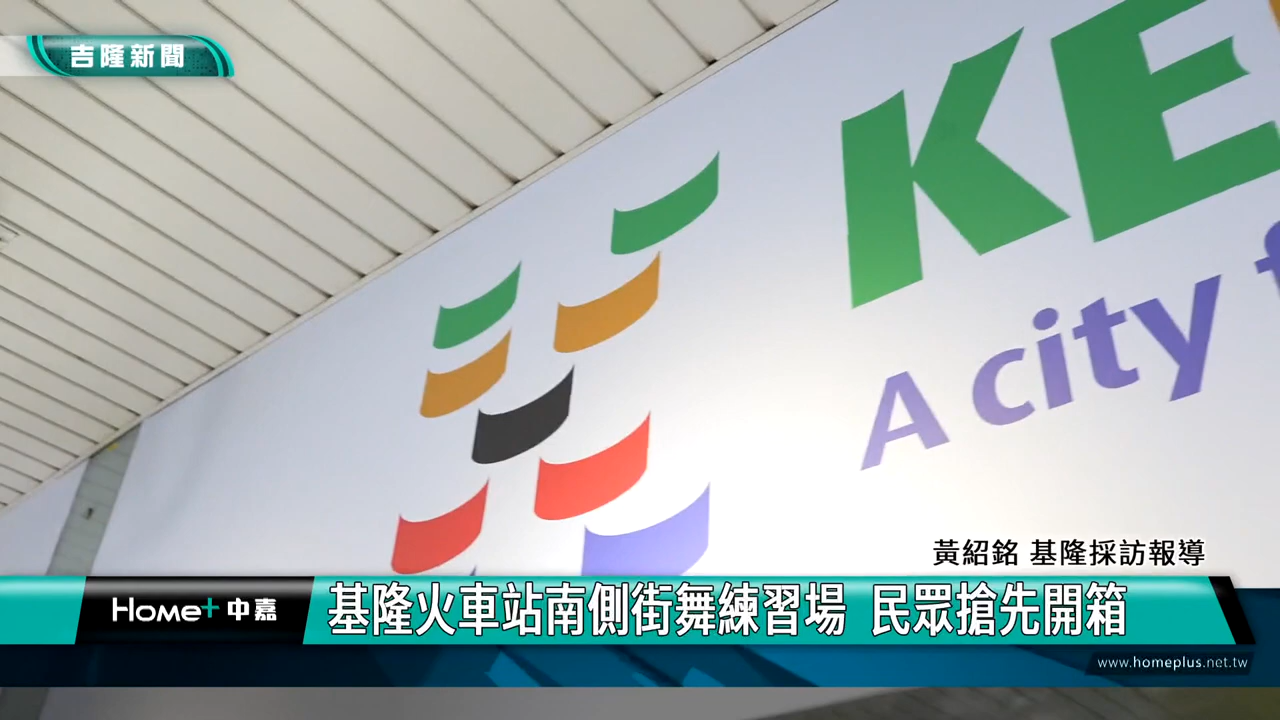 吉隆新聞
KE
A city f
黃紹銘 基隆採訪報導
Home+ 中嘉
基隆火車站南側街舞練習場 民眾搶先開箱
www.homeplus.net.tw